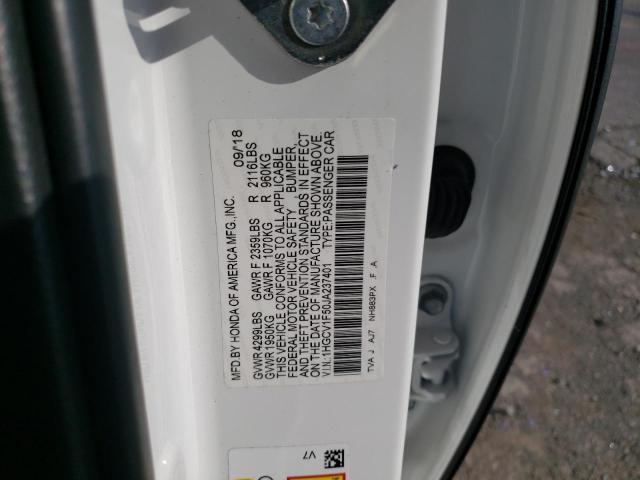 MFD BY HONDA OF AMERICA MFG., INC. 09/18
GVWR 4299LBS GAWR F 2359LBS R 2116LBS
GVWR 1950KG GAWR F 1070KG R 960KG
THIS VEHICLE CONFORMS TO ALL APPLICABLE
FEDERAL MOTOR VEHICLE SAFETY, BUMPER,
AND THEFT PREVENTION STANDARDS IN EFFECT
ON THE DATE OF MANUFACTURE SHOWN ABOVE.
V.I.N.:1HGCV1F50JA237401 TYPE:PASSENGER CAR
TVA J AJ7 NH883PX .F .A
V7